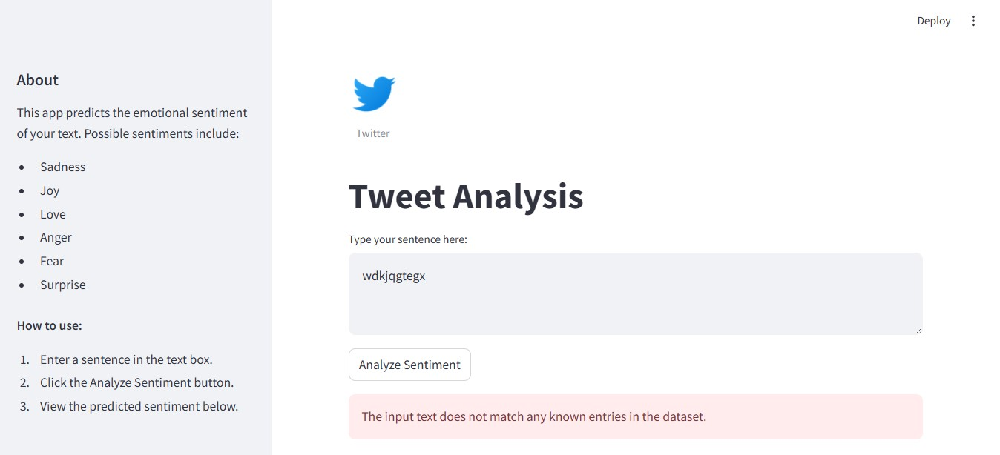 Deploy
About
This app predicts the emotional sentiment
of your text. Possible sentiments include:
• Sadness
• Joy
• Love
• Anger
• Fear
• Surprise
How to use:
1. Enter a sentence in the text box.
2. Click the Analyze Sentiment button.
3. View the predicted sentiment below.
Twitter
Tweet Analysis
Type your sentence here:
wdkjqgtegx
Analyze Sentiment
The input text does not match any known entries in the dataset.